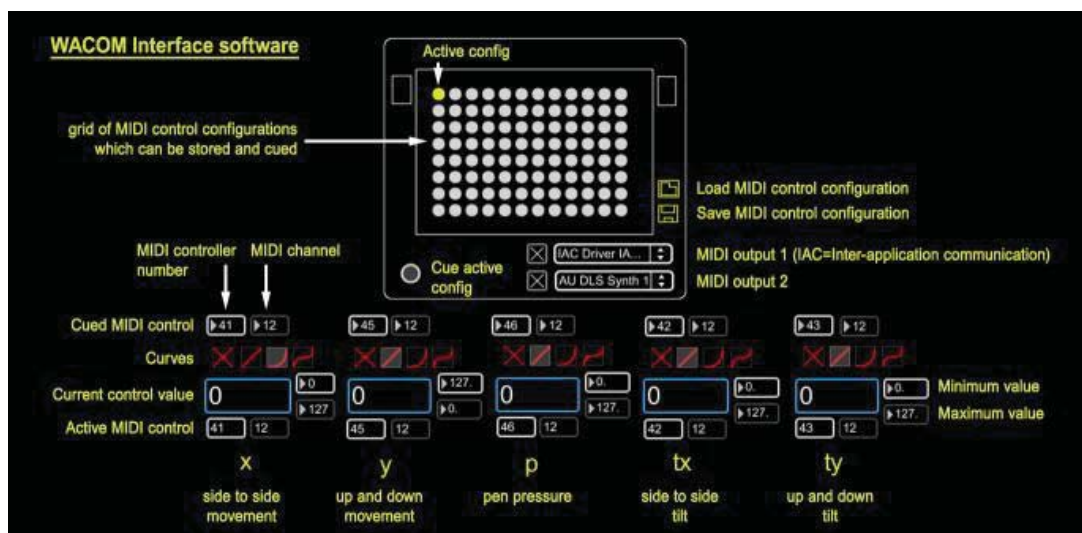 WACOM Interface software
Active config
grid of MIDI control configurations
which can be stored and cued
Load MIDI control configuration
Save MIDI control configuration
MIDI controller
number
MIDI channel
Cue active
config
IAC Driver IA...
MIDI output 1 (IAC=Inter-application communication)
AU DLS Synth 1
MIDI output 2
Cued MIDI control
41 12
45 12
46 12
42 12
43 12
Curves
Current control value
0 0 127
0 127. 0.
0 0. 127.
0 0. 127.
0 0. 127.
Minimum value
Maximum value
Active MIDI control
41 12
45 12
46 12
42 12
43 12
x
y
p
tx
ty
side to side
movement
up and down
movement
pen pressure
side to side
tilt
up and down
tilt